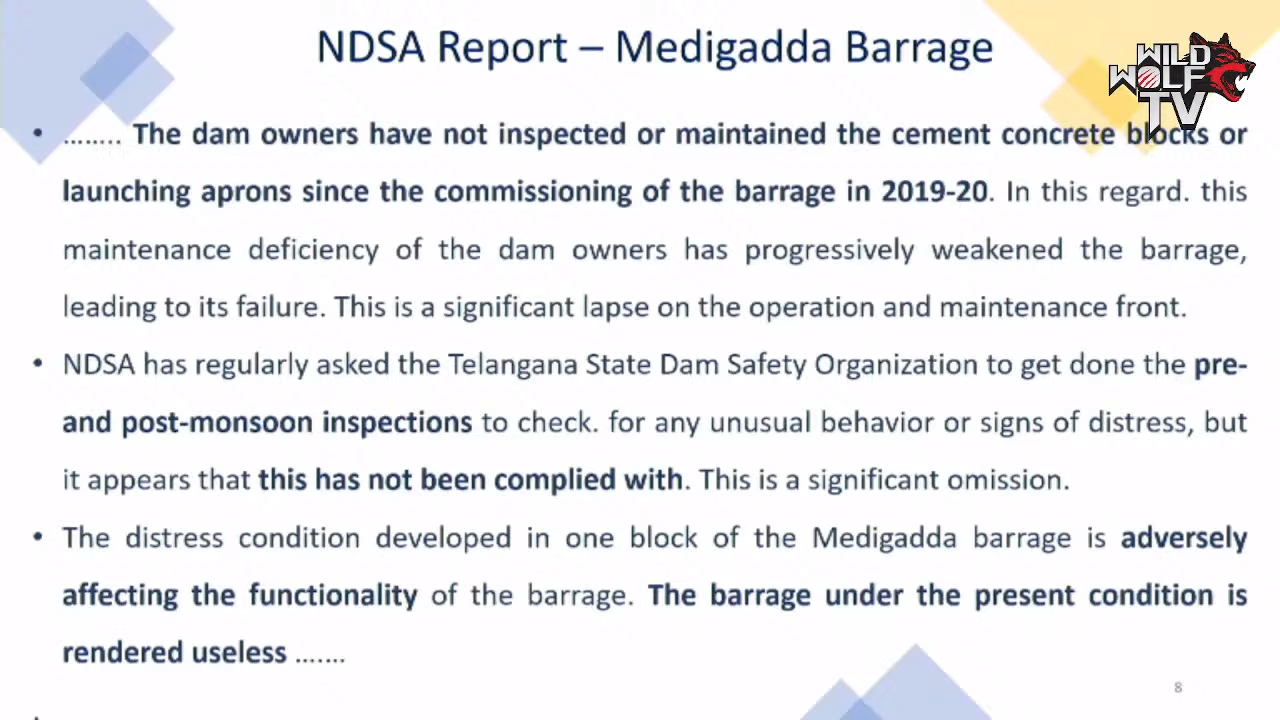 NDSA Report – Medigadda Barrage
WILD
WOLF
TV
• …….. The dam owners have not inspected or maintained the cement concrete blocks or
launching aprons since the commissioning of the barrage in 2019-20. In this regard. this
maintenance deficiency of the dam owners has progressively weakened the barrage,
leading to its failure. This is a significant lapse on the operation and maintenance front.
• NDSA has regularly asked the Telangana State Dam Safety Organization to get done the pre-
and post-monsoon inspections to check. for any unusual behavior or signs of distress, but
it appears that this has not been complied with. This is a significant omission.
• The distress condition developed in one block of the Medigadda barrage is adversely
affecting the functionality of the barrage. The barrage under the present condition is
rendered useless …….
8